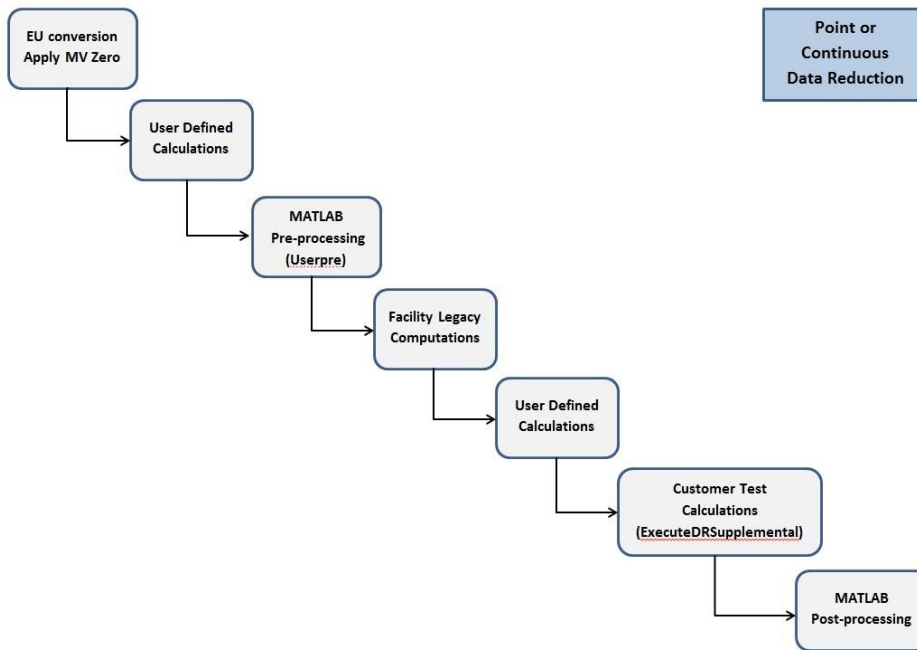 EU conversion
Apply MV Zero
Point or
Continuous
Data Reduction
User Defined
Calculations
MATLAB
Pre-processing
(Userpre)
Facility Legacy
Computations
User Defined
Calculations
Customer Test
Calculations
(ExecuteDRSupplemental)
MATLAB
Post-processing